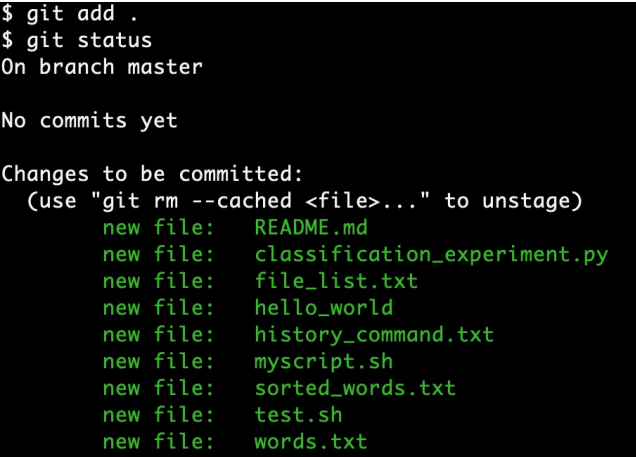 $ git add .
$ git status
On branch master
No commits yet
Changes to be committed:
  (use "git rm --cached <file>..." to unstage)
        new file:   README.md
        new file:   classification_experiment.py
        new file:   file_list.txt
        new file:   hello_world
        new file:   history_command.txt
        new file:   myscript.sh
        new file:   sorted_words.txt
        new file:   test.sh
        new file:   words.txt